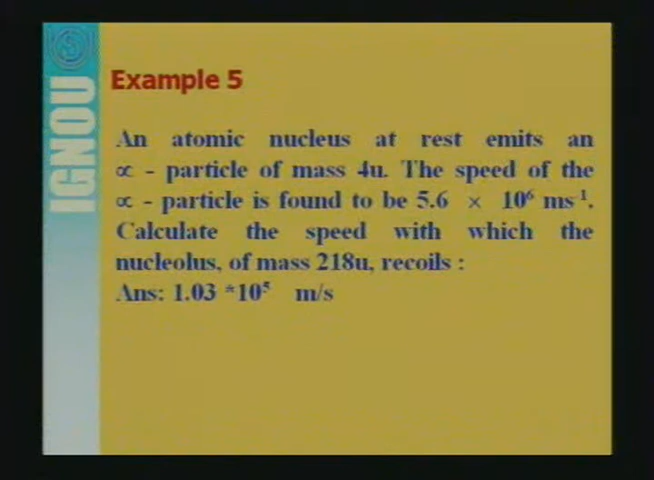 IGNOU
Example 5
An atomic nucleus at rest emits an
∝ - particle of mass 4u. The speed of the
∝ - particle is found to be 5.6 × 10⁶ ms⁻¹.
Calculate the speed with which the
nucleolus, of mass 218u, recoils :
Ans: 1.03 *10⁵ m/s